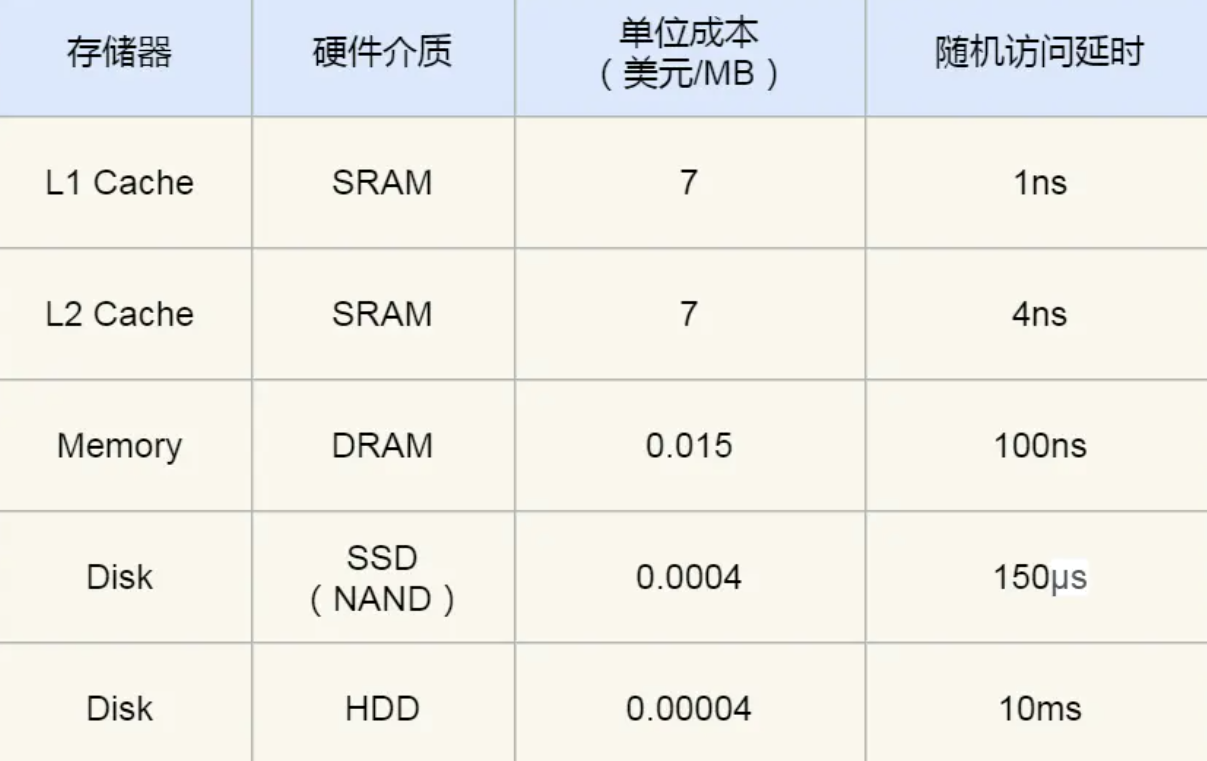 存储器 硬件介质 单位成本 随机访问延时
（美元/MB）
L1 Cache SRAM 7 1ns
L2 Cache SRAM 7 4ns
Memory DRAM 0.015 100ns
Disk SSD 0.0004 150μs
（NAND）
Disk HDD 0.00004 10ms